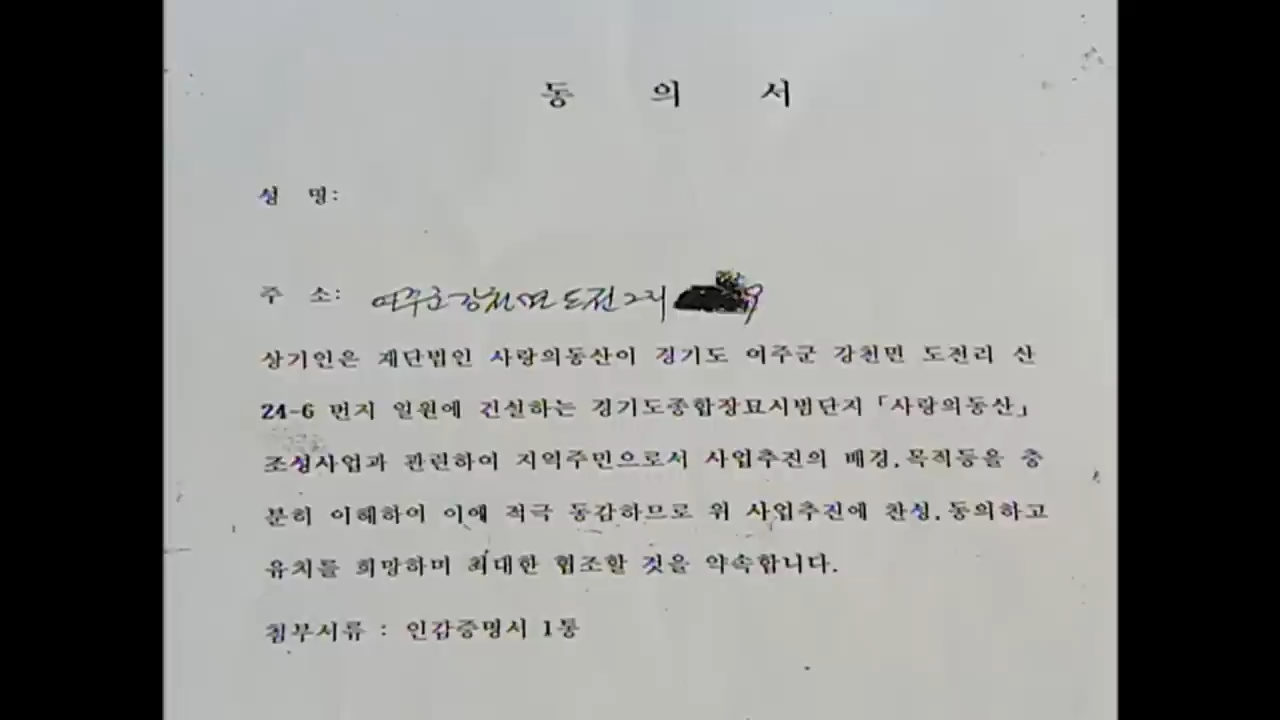 동 의 서
성 명:
주 소: 여주군 강천면 도전2리
상기인은 재단법인 사랑의동산이 경기도 여주군 강천면 도전리 산
24-6 번지 일원에 건설하는 경기도종합장묘시범단지 「사랑의동산」
조성사업과 관련하여 지역주민으로서 사업추진의 배경,목적등을 충
분히 이해하여 이에 적극 동감하므로 위 사업추진에 찬성,동의하고
유치를 희망하며 최대한 협조할 것을 약속합니다.
첨부서류 : 인감증명서 1통